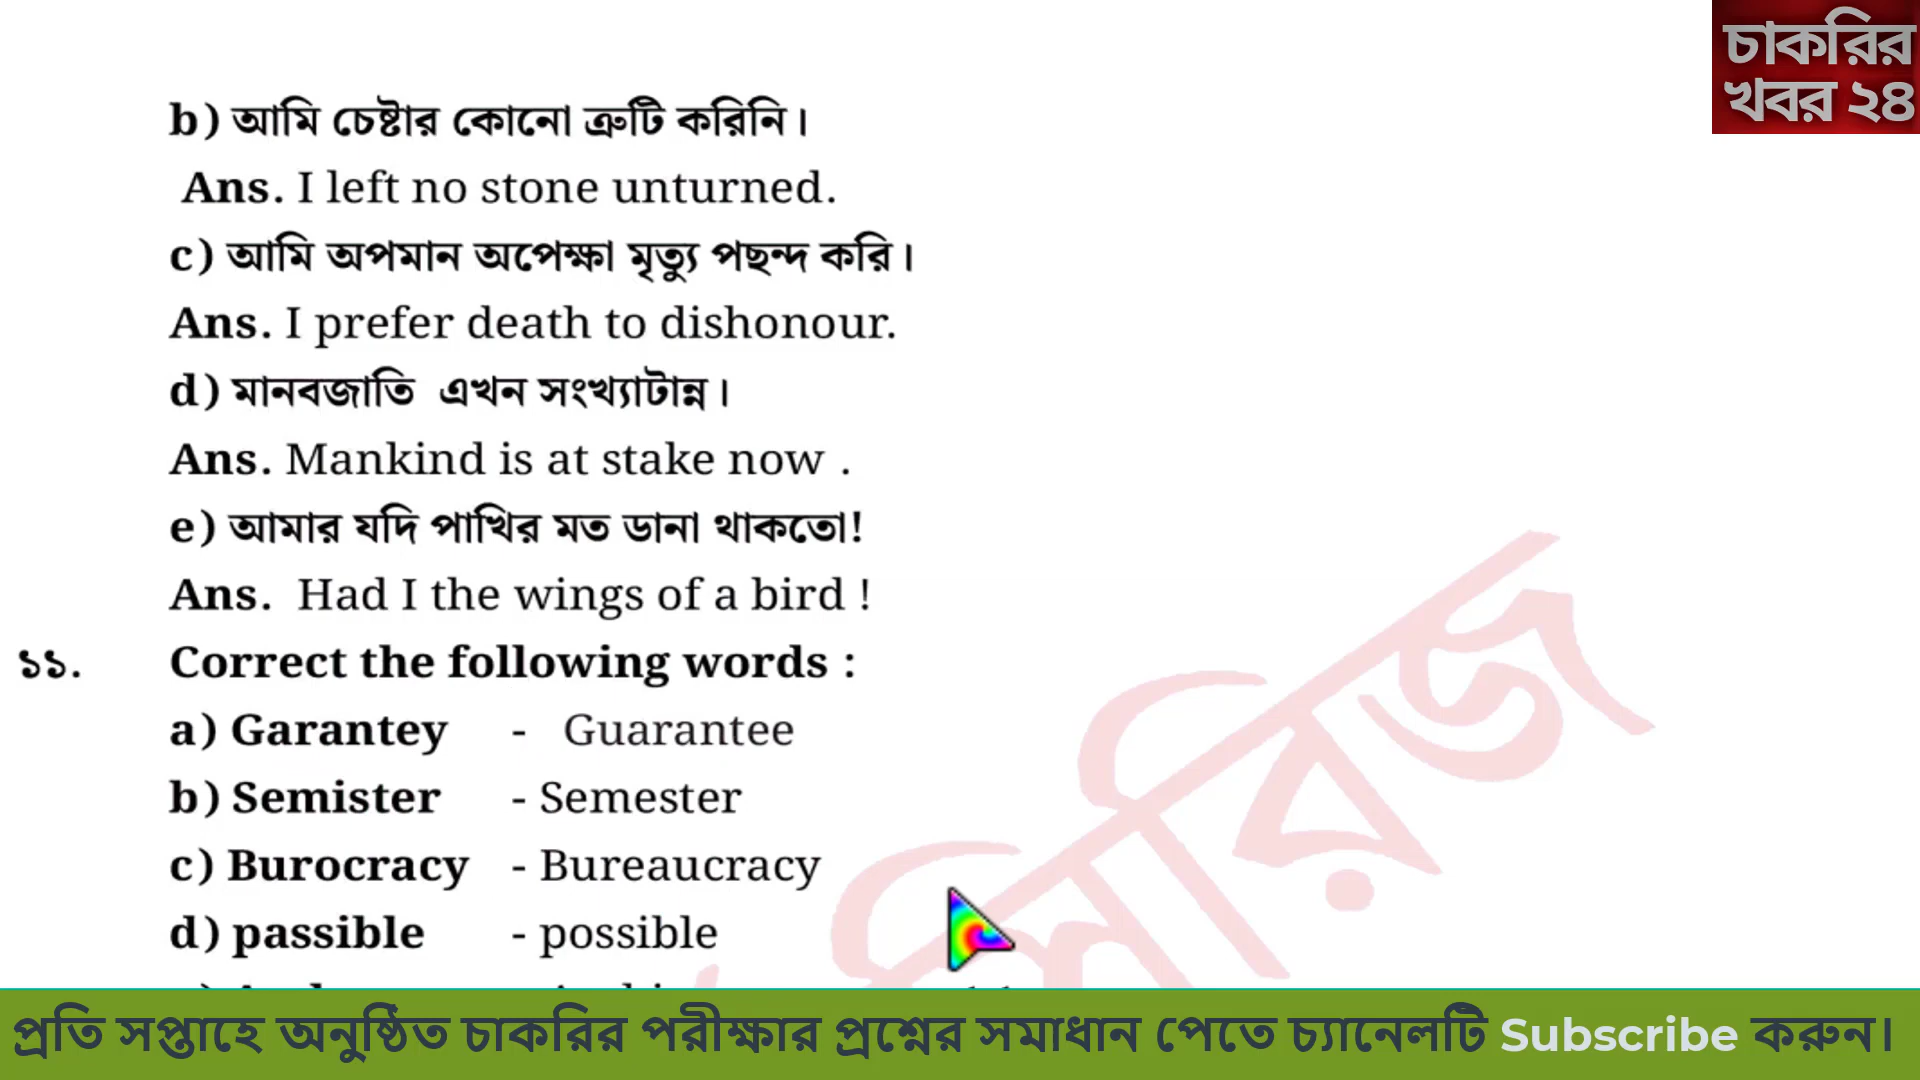 চাকরির
খবর ২৪
b) আমি চেষ্টার কোনো ত্রুটি করিনি।
Ans. I left no stone unturned.
c) আমি অপমান অপেক্ষা মৃত্যু পছন্দ করি।
Ans. I prefer death to dishonour.
d) মানবজাতি এখন সংখ্যাটান্ন।
Ans. Mankind is at stake now .
e) আমার যদি পাখির মত ডানা থাকতো!
Ans. Had I the wings of a bird !
১১. Correct the following words :
a) Garantey - Guarantee
b) Semister - Semester
c) Burocracy - Bureaucracy
d) passible - possible
প্রতি সপ্তাহে অনুষ্ঠিত চাকরির পরীক্ষার প্রশ্নের সমাধান পেতে চ্যানেলটি Subscribe করুন।